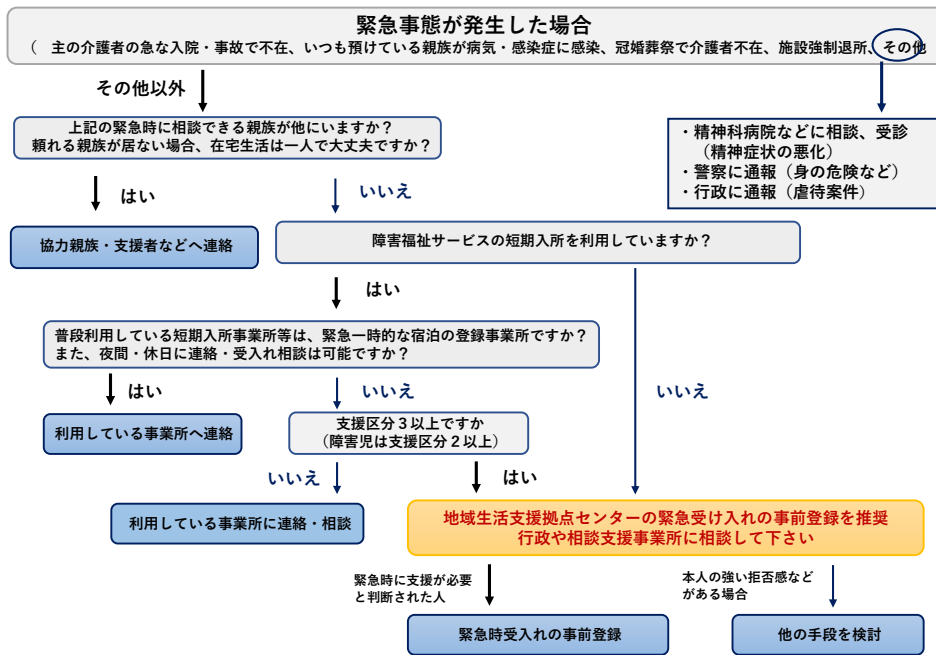 緊急事態が発生した場合
（　主の介護者の急な入院・事故で不在、いつも預けている親族が病気・感染症に感染、冠婚葬祭で介護者不在、施設強制退所、その他
その他以外
上記の緊急時に相談できる親族が他にいますか？
頼れる親族が居ない場合、在宅生活は一人で大丈夫ですか？
・精神科病院などに相談、受診
（精神症状の悪化）
・警察に通報（身の危険など）
・行政に通報（虐待案件）
はい
いいえ
協力親族・支援者などへ連絡
障害福祉サービスの短期入所を利用していますか？
はい
普段利用している短期入所事業所等は、緊急一時的な宿泊の登録事業所ですか？
また、夜間・休日に連絡・受入れ相談は可能ですか？
はい
いいえ
いいえ
利用している事業所へ連絡
支援区分３以上ですか
（障害児は支援区分２以上）
いいえ
はい
利用している事業所に連絡・相談
地域生活支援拠点センターの緊急受け入れの事前登録を推奨
行政や相談支援事業所に相談して下さい
緊急時に支援が必要
と判断された人
本人の強い拒否感など
がある場合
緊急時受入れの事前登録
他の手段を検討